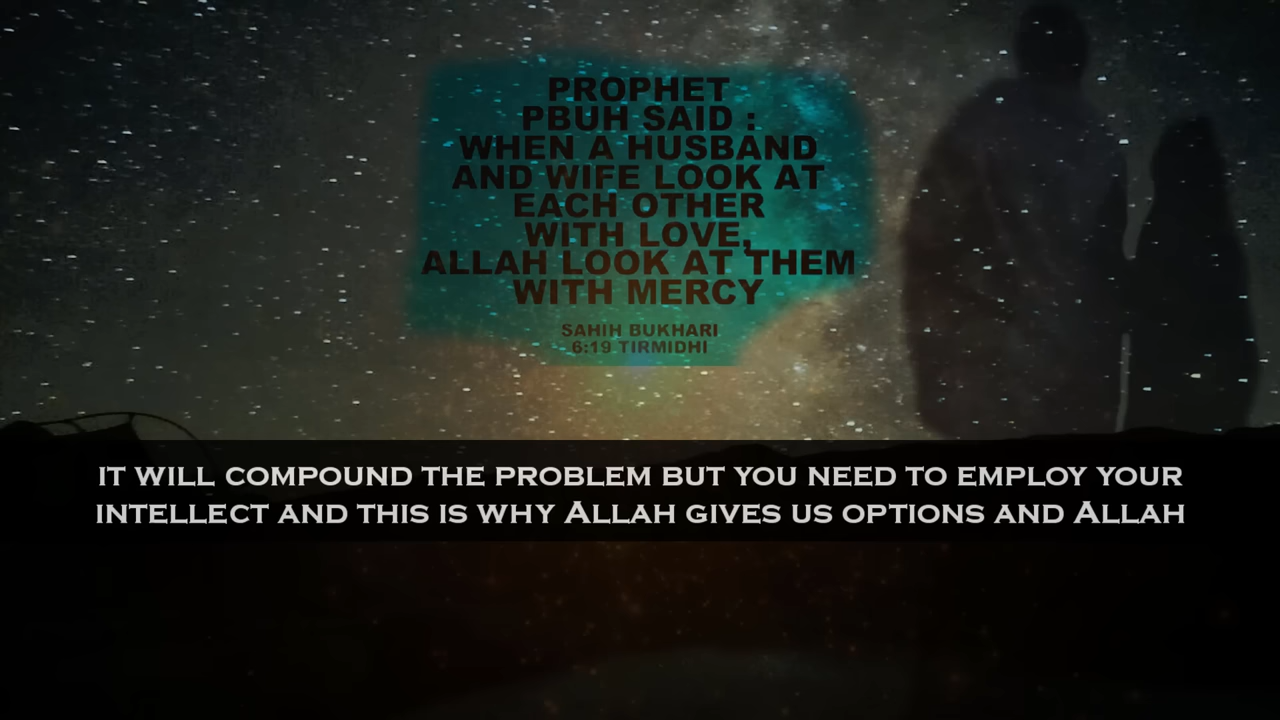 PROPHET
PBUH SAID :
WHEN A HUSBAND
AND WIFE LOOK AT
EACH OTHER
WITH LOVE,
ALLAH LOOK AT THEM
WITH MERCY
SAHIH BUKHARI
6:19 TIRMIDHI
IT WILL COMPOUND THE PROBLEM BUT YOU NEED TO EMPLOY YOUR
INTELLECT AND THIS IS WHY ALLAH GIVES US OPTIONS AND ALLAH